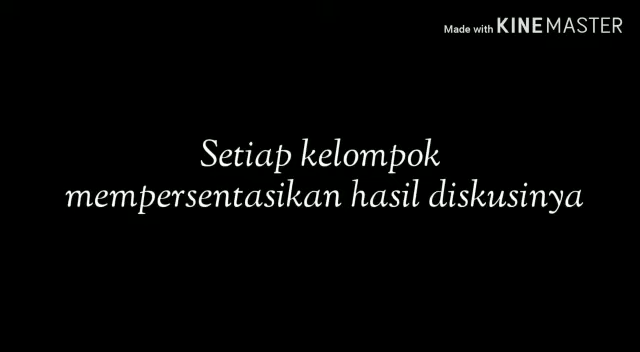 Made with KINEMASTER
Setiap kelompok
mempersentasikan hasil diskusinya